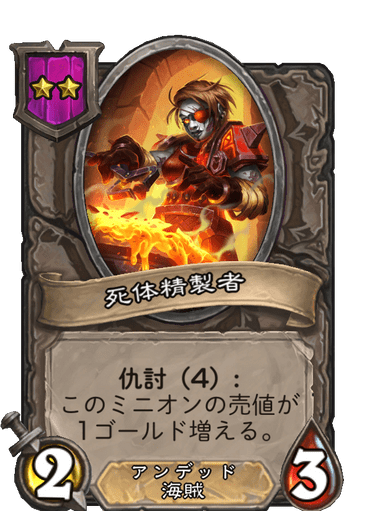 死体精製者
仇討（4）:
このミニオンの売値が
1ゴールド増える。
2
アンデッド
海賊
3